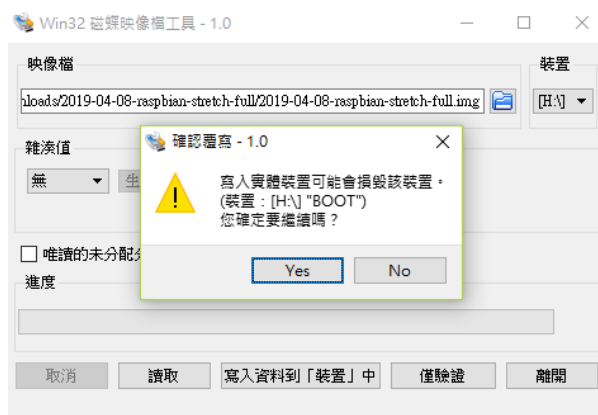 Win32 磁蝶映像檔工具 - 1.0
映像檔
裝置
nloads/2019-04-08-raspbian-stretch-full/2019-04-08-raspbian-stretch-full.img
[H:\]
雜湊值
無
生
確認覆寫 - 1.0
寫入實體裝置可能會損毀該裝置。
(裝置：[H:\] "BOOT")
您確定要繼續嗎？
Yes
No
唯讀的未分配
進度
取消
讀取
寫入資料到「裝置」中
僅驗證
離開